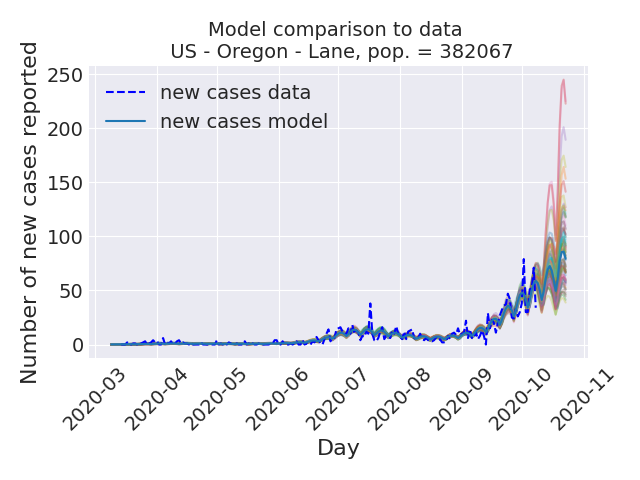 Model comparison to data
US - Oregon - Lane, pop. = 382067
Number of new cases reported
250
200
150
100
50
0
new cases data
new cases model
2020-03
2020-04
2020-05
2020-06
2020-07
2020-08
2020-09
2020-10
2020-11
Day